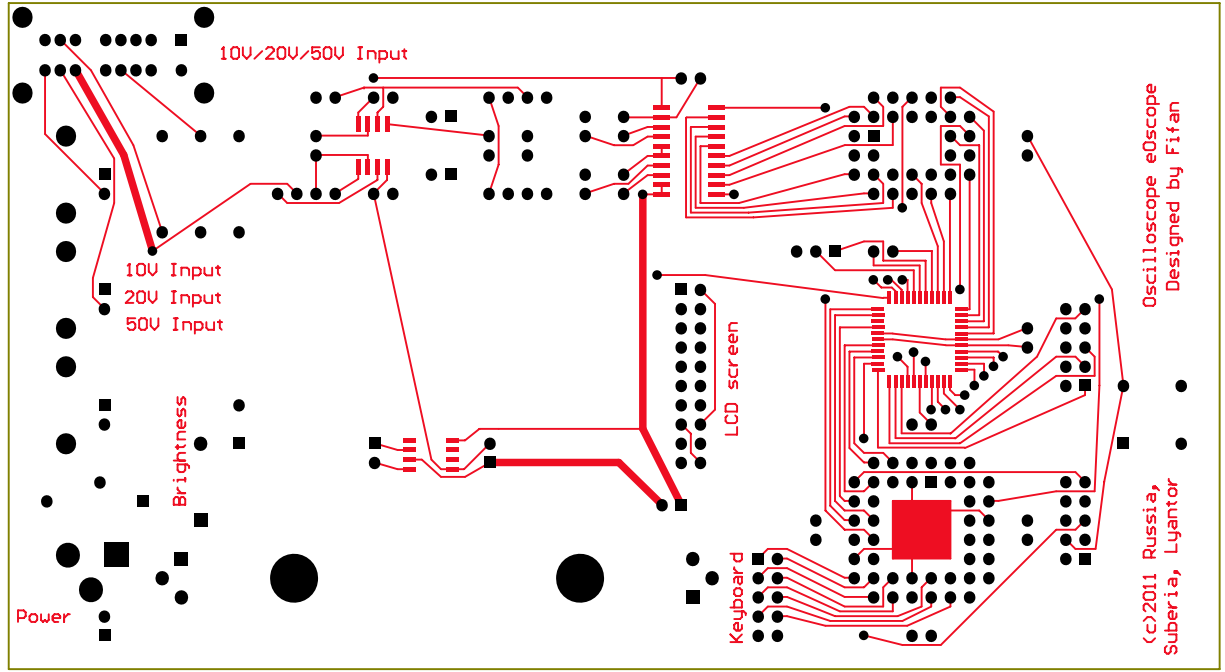 10V/20V/50V Input
Oscilloscope eOscope
Designed by Fifan
10V Input
20V Input
50V Input
LCD screen
Brightness
(c)2011 Russia,
Suberia, Lyantor
Keyboard
Power